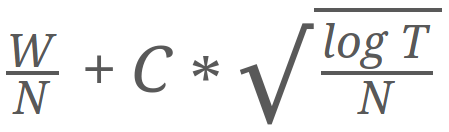 W/N + C * √(log T/N)